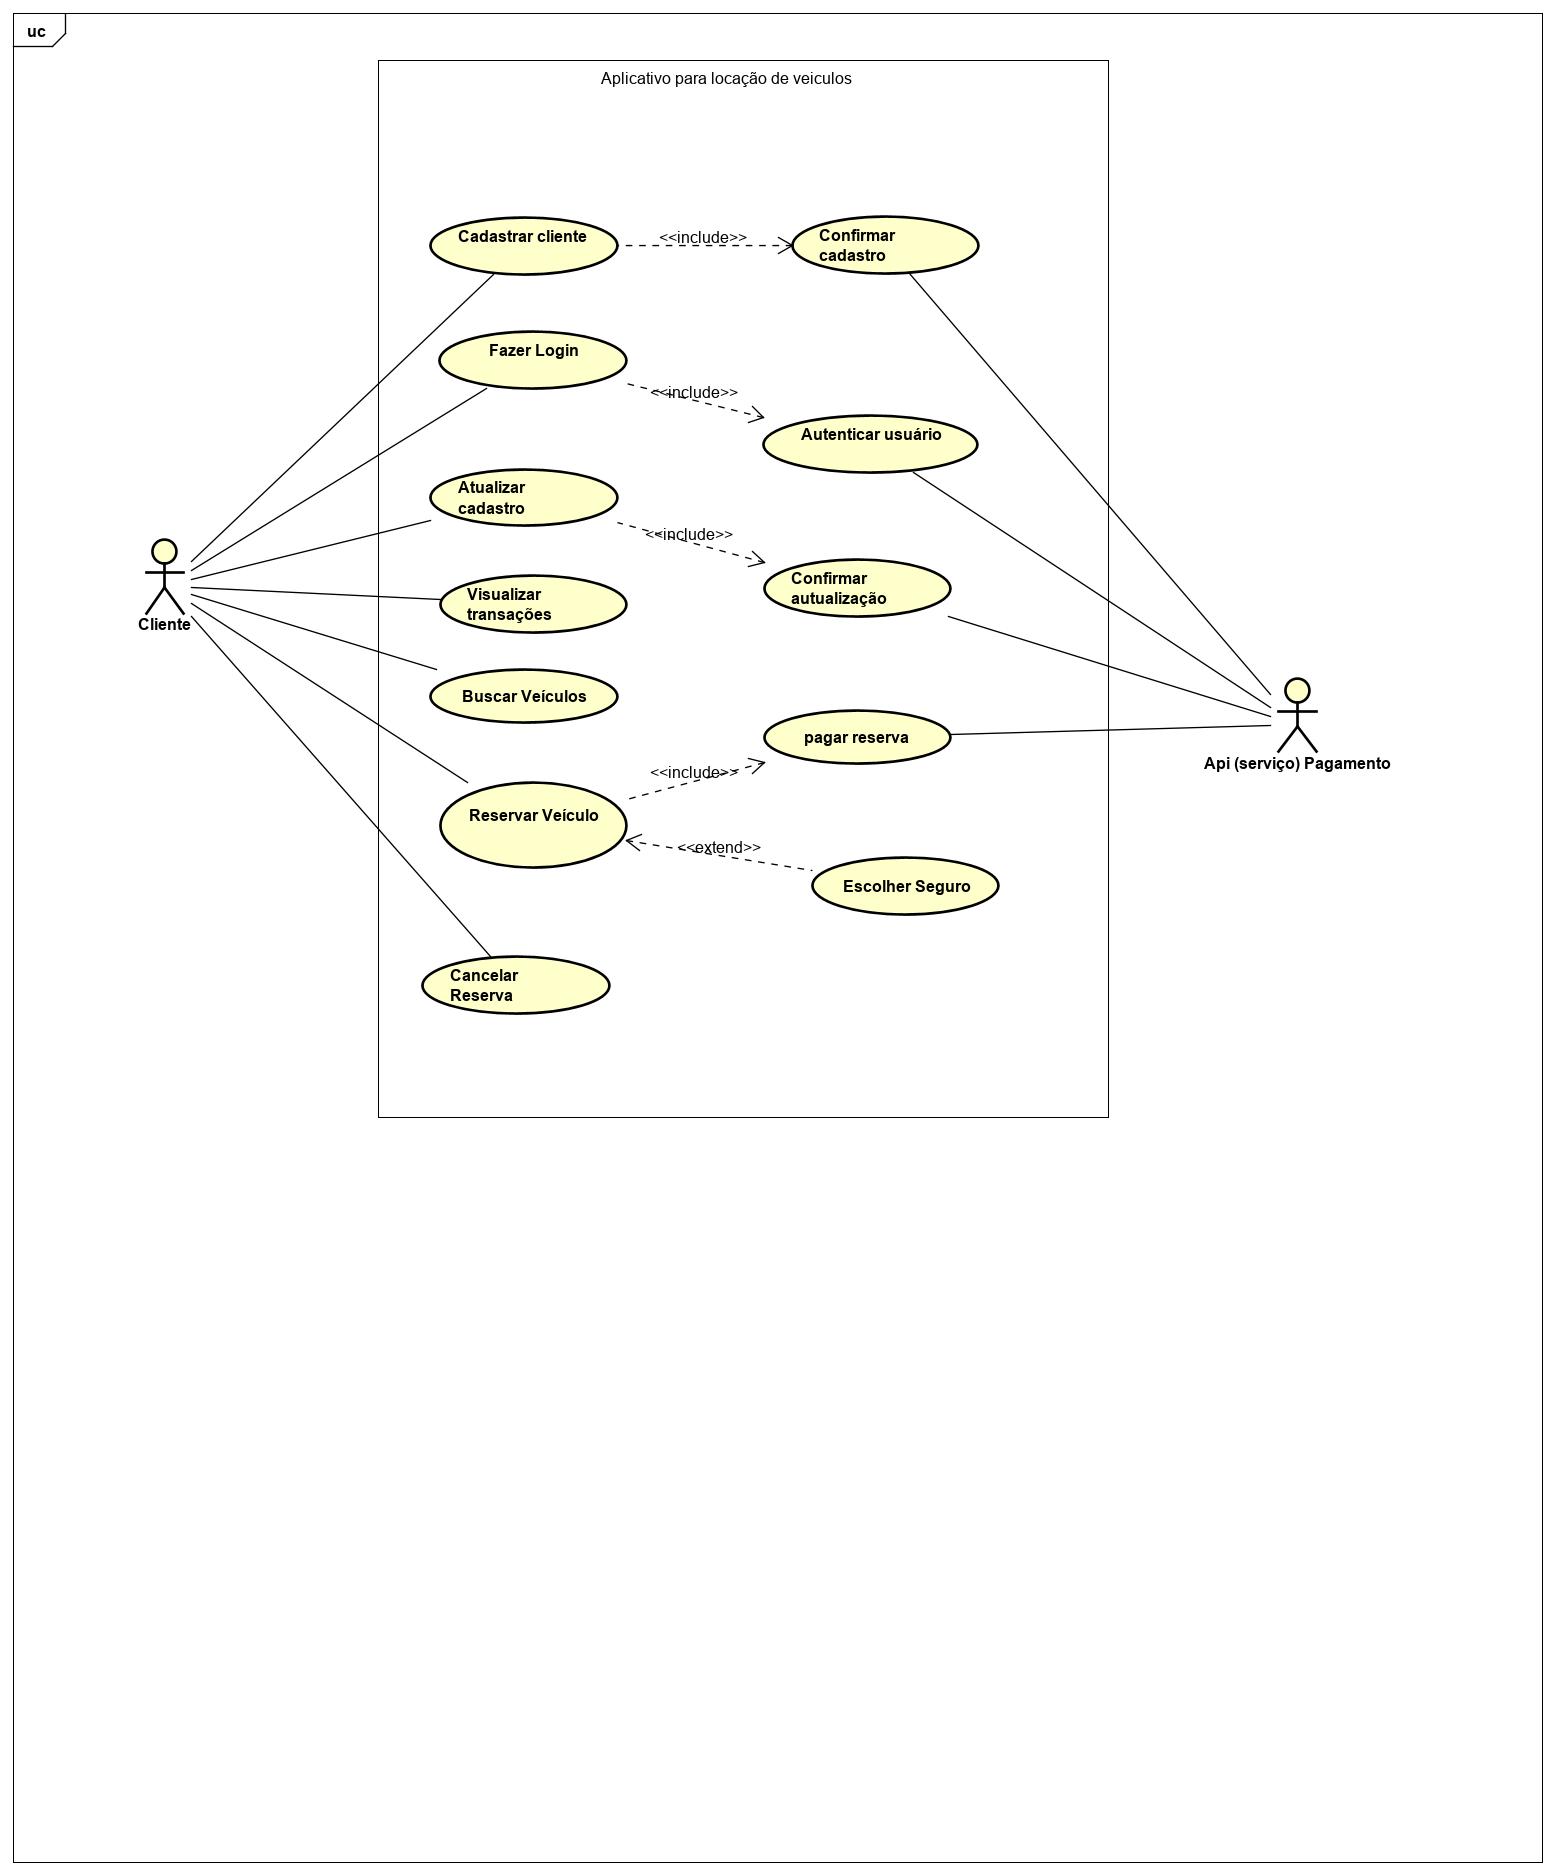 uc
Aplicativo para locação de veiculos
Cadastrar cliente
<<include>>
Confirmar
cadastro
Fazer Login
<<include>>
Autenticar usuário
Atualizar
cadastro
<<include>>
Confirmar
autualização
Cliente
Visualizar
transações
Buscar Veículos
pagar reserva
Api (serviço) Pagamento
<<include>>
Reservar Veículo
<<extend>>
Escolher Seguro
Cancelar
Reserva